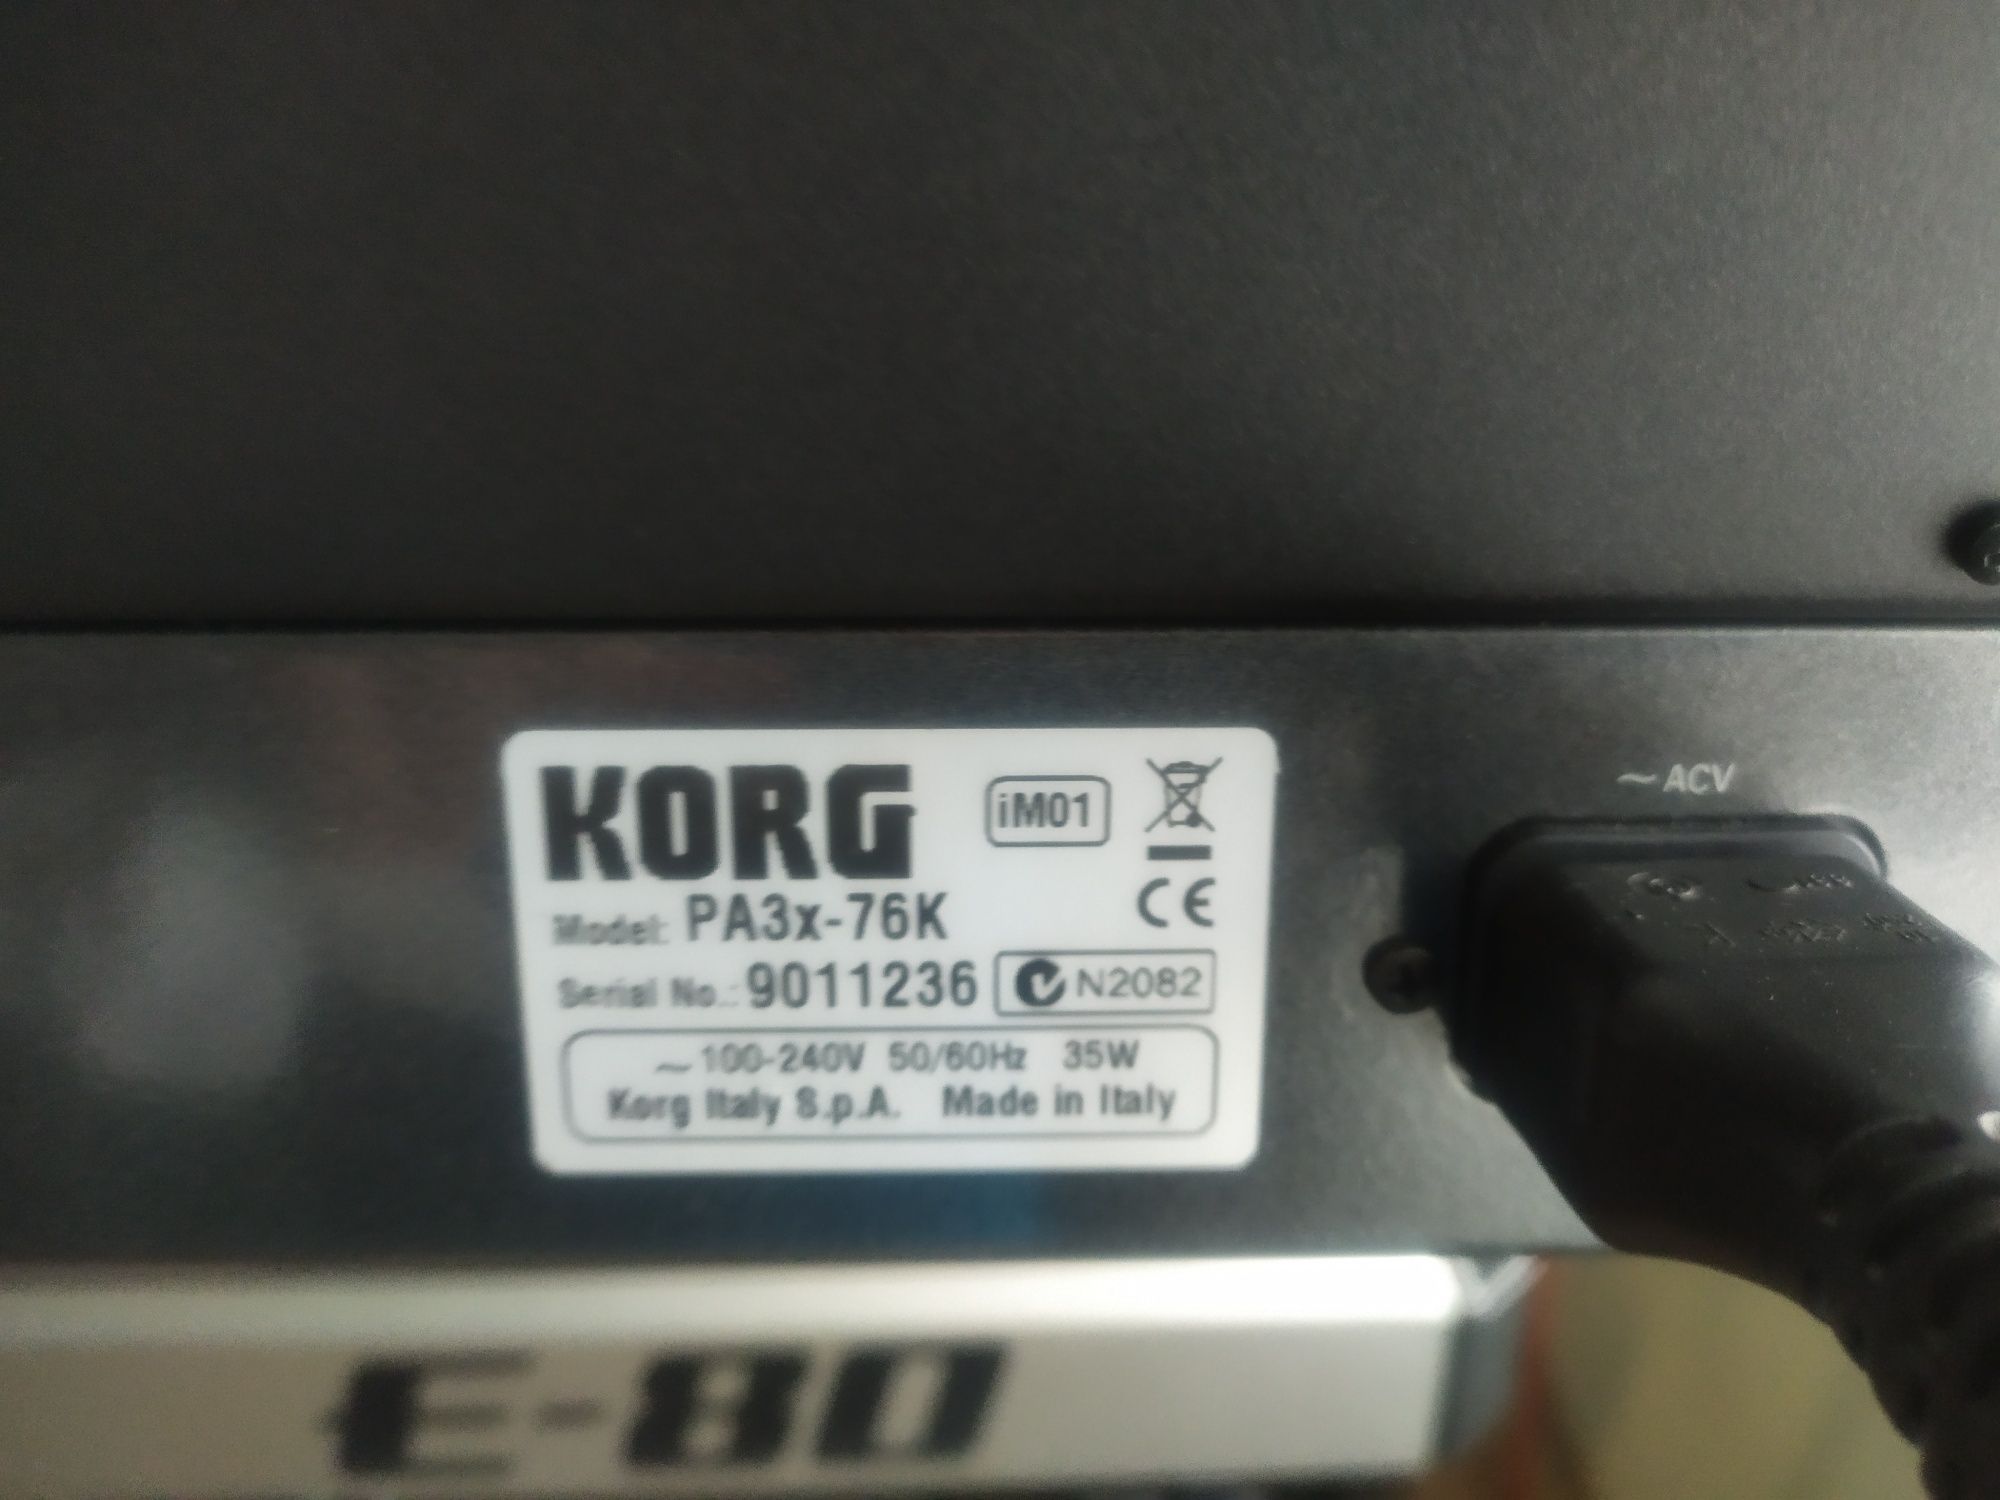 KORG
iM01
CE
Model: PA3x-76K
Serial No.: 9011236
N2082
~ 100-240V 50/60Hz 35W
Korg Italy S.p.A. Made in Italy
~ ACV
E-80